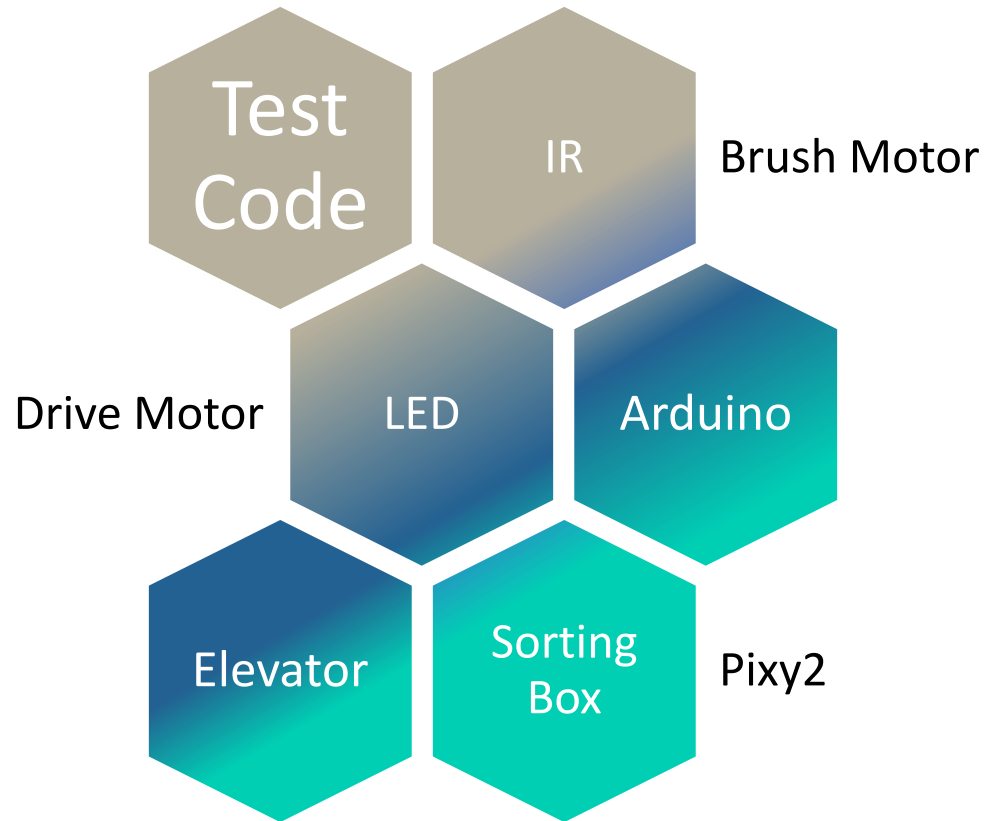 Test
Code
IR
Brush Motor
Drive Motor
LED
Arduino
Elevator
Sorting
Box
Pixy2